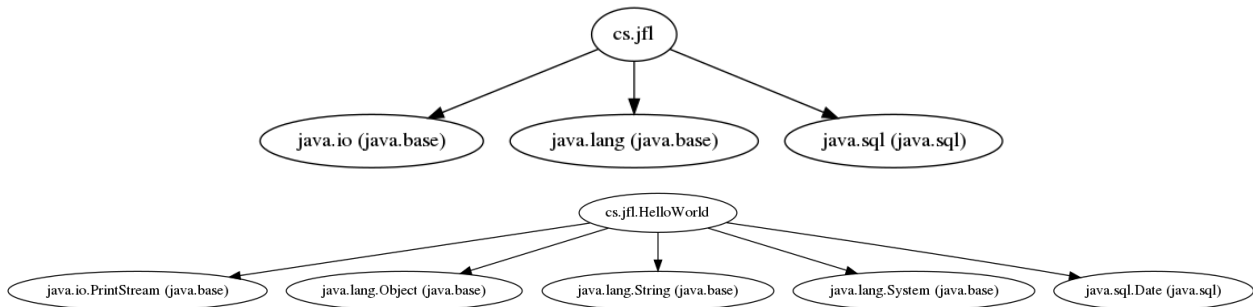 cs.jfl
java.io (java.base)
java.lang (java.base)
java.sql (java.sql)
cs.jfl.HelloWorld
java.io.PrintStream (java.base)
java.lang.Object (java.base)
java.lang.String (java.base)
java.lang.System (java.base)
java.sql.Date (java.sql)